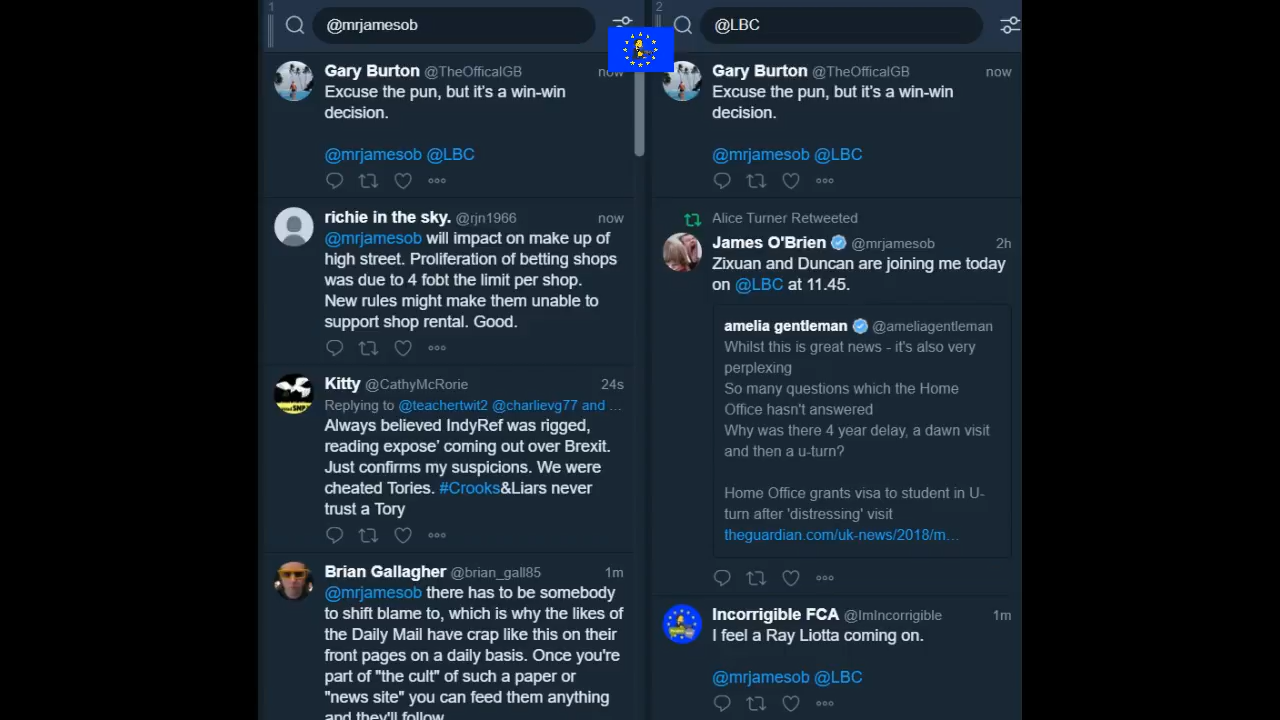 1
@mrjamesob
Gary Burton @TheOfficalGB now
Excuse the pun, but it's a win-win
decision.
@mrjamesob @LBC
richie in the sky. @rjn1966 now
@mrjamesob will impact on make up of
high street. Proliferation of betting shops
was due to 4 fobt the limit per shop.
New rules might make them unable to
support shop rental. Good.
Kitty @CathyMcRorie 24s
Replying to @teachertwit2 @charlievg77 and ...
Always believed IndyRef was rigged,
reading expose’ coming out over Brexit.
Just confirms my suspicions. We were
cheated Tories. #Crooks&Liars never
trust a Tory
Brian Gallagher @brian_gall85 1m
@mrjamesob there has to be somebody
to shift blame to, which is why the likes of
the Daily Mail have crap like this on their
front pages on a daily basis. Once you're
part of "the cult" of such a paper or
"news site" you can feed them anything
and they'll follow
2
@LBC
Gary Burton @TheOfficalGB now
Excuse the pun, but it's a win-win
decision.
@mrjamesob @LBC
Alice Turner Retweeted
James O'Brien @mrjamesob 2h
Zixuan and Duncan are joining me today
on @LBC at 11.45.
amelia gentleman @ameliagentleman
Whilst this is great news - it's also very
perplexing
So many questions which the Home
Office hasn't answered
Why was there 4 year delay, a dawn visit
and then a u-turn?
Home Office grants visa to student in U-
turn after 'distressing' visit
theguardian.com/uk-news/2018/m...
Incorrigible FCA @ImIncorrigible 1m
I feel a Ray Liotta coming on.
@mrjamesob @LBC